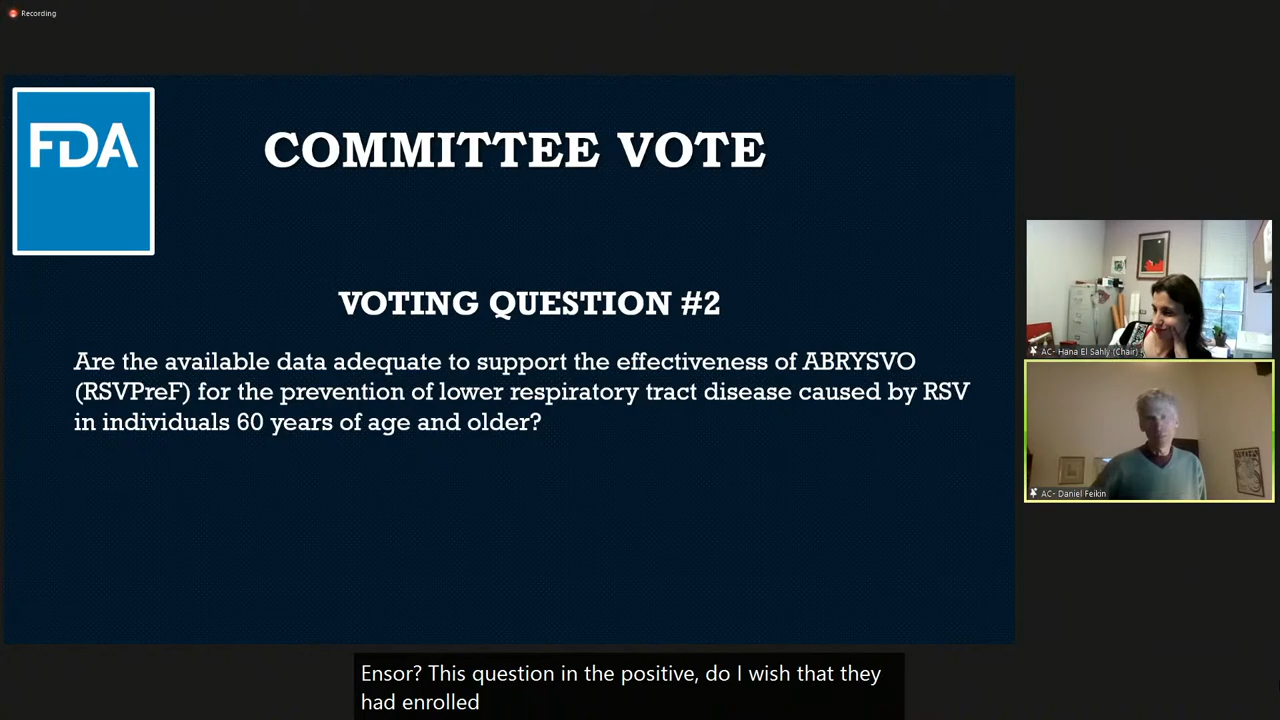 Recording
FDA
COMMITTEE VOTE
VOTING QUESTION #2
Are the available data adequate to support the effectiveness of ABRYSVO
(RSVPreF) for the prevention of lower respiratory tract disease caused by RSV
in individuals 60 years of age and older?
AC- Hana El Sahly (Chair)
AC- Daniel Feikin
Ensor? This question in the positive, do I wish that they
had enrolled